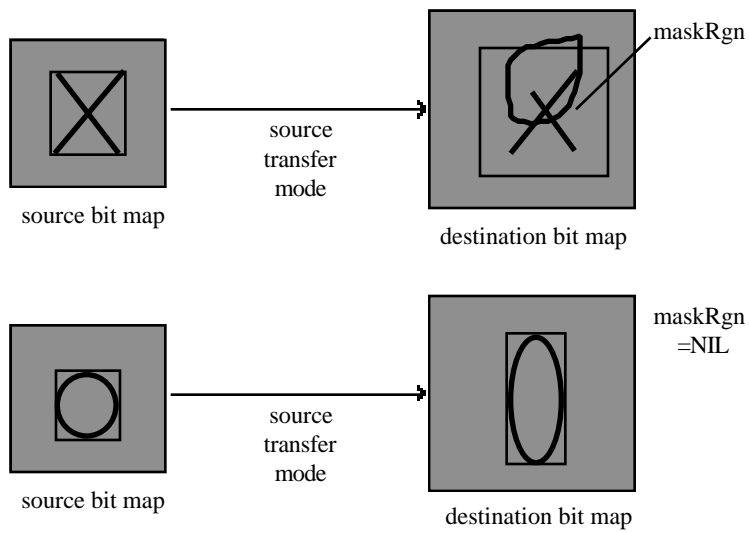 maskRgn
source
transfer
mode
source bit map
destination bit map
maskRgn
=NIL
source
transfer
mode
source bit map
destination bit map